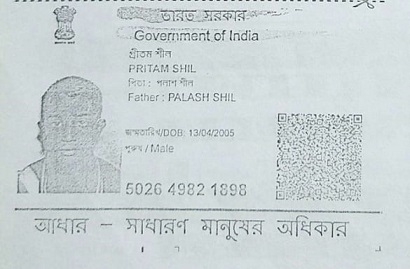 ভারত সরকার
Government of India
প্রীতম শীল
PRITAM SHIL
পিতা : পলাশ শীল
Father : PALASH SHIL
জন্মতারিখ/DOB: 13/04/2005
পুরুষ / Male
5026 4982 1898
আধার – সাধারণ মানুষের অধিকার